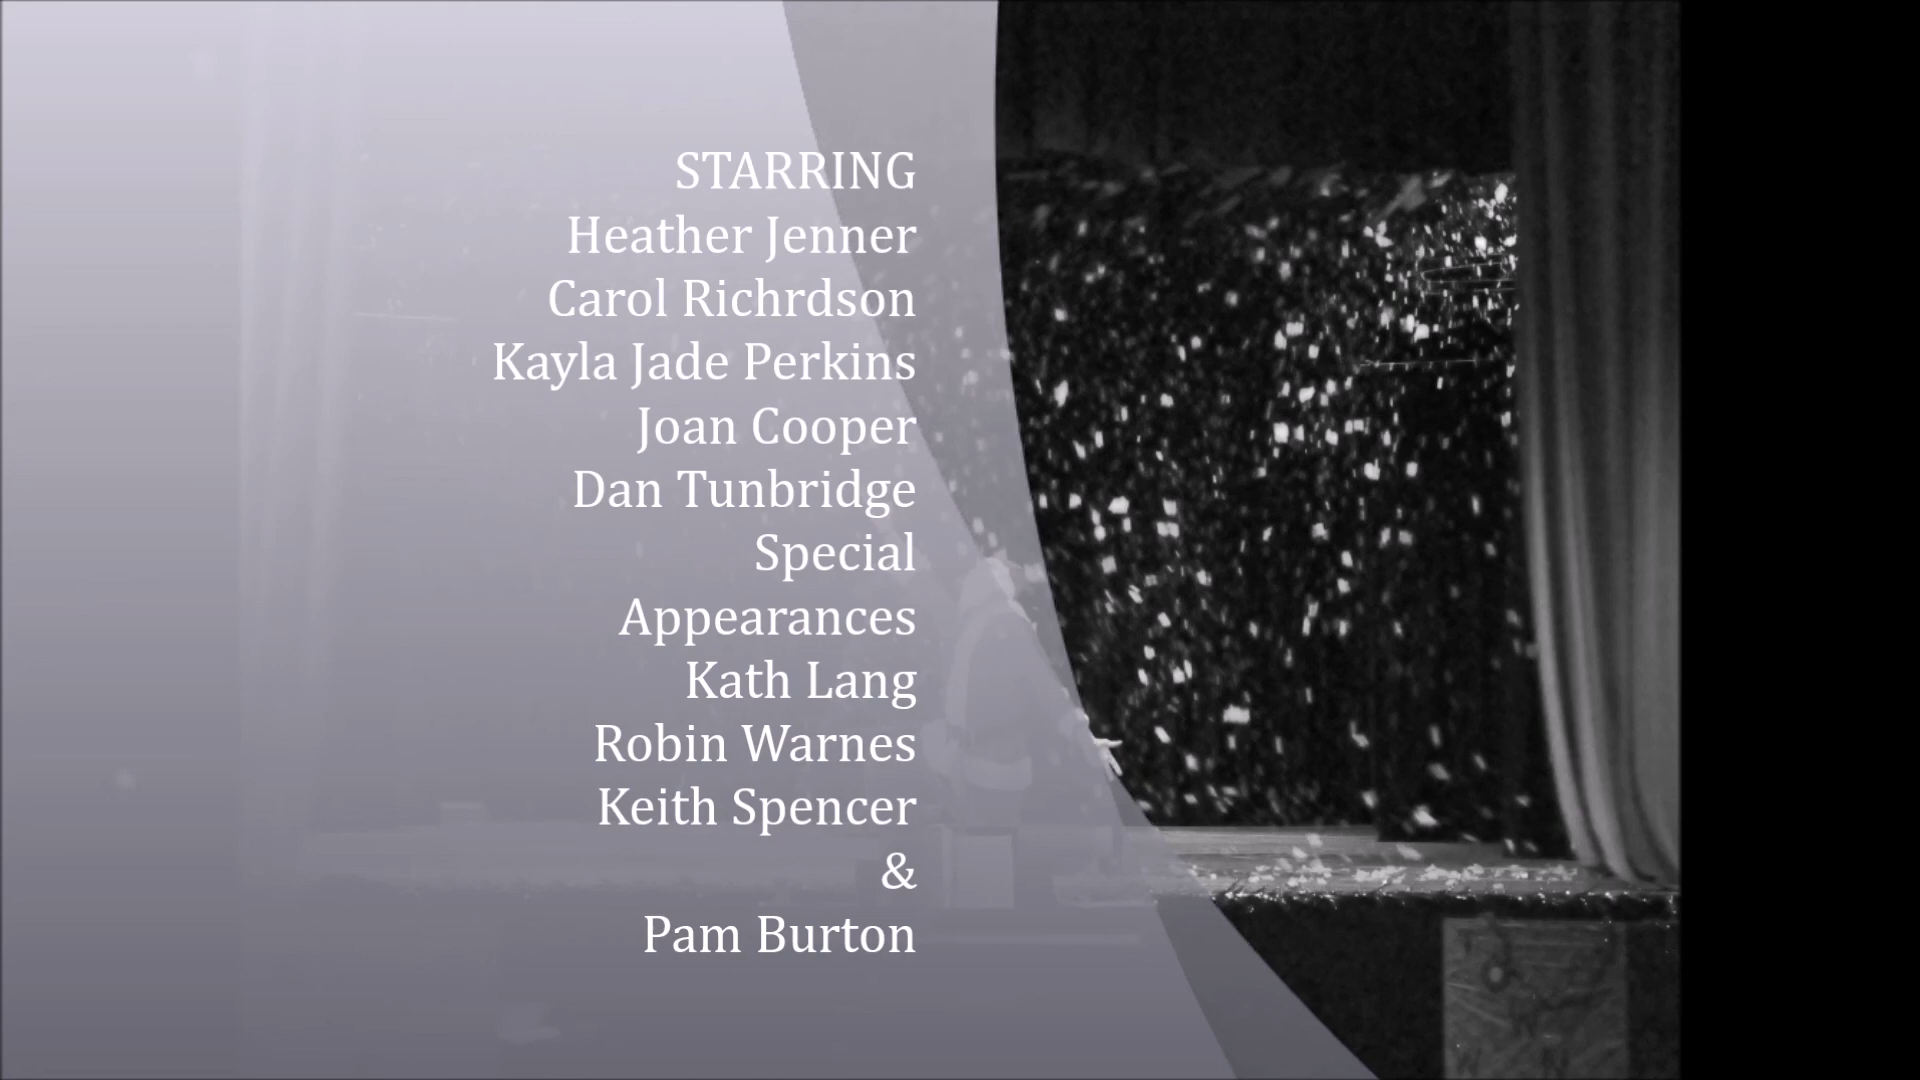 STARRING
Heather Jenner
Carol Richrdson
Kayla Jade Perkins
Joan Cooper
Dan Tunbridge
Special
Appearances
Kath Lang
Robin Warnes
Keith Spencer
&
Pam Burton